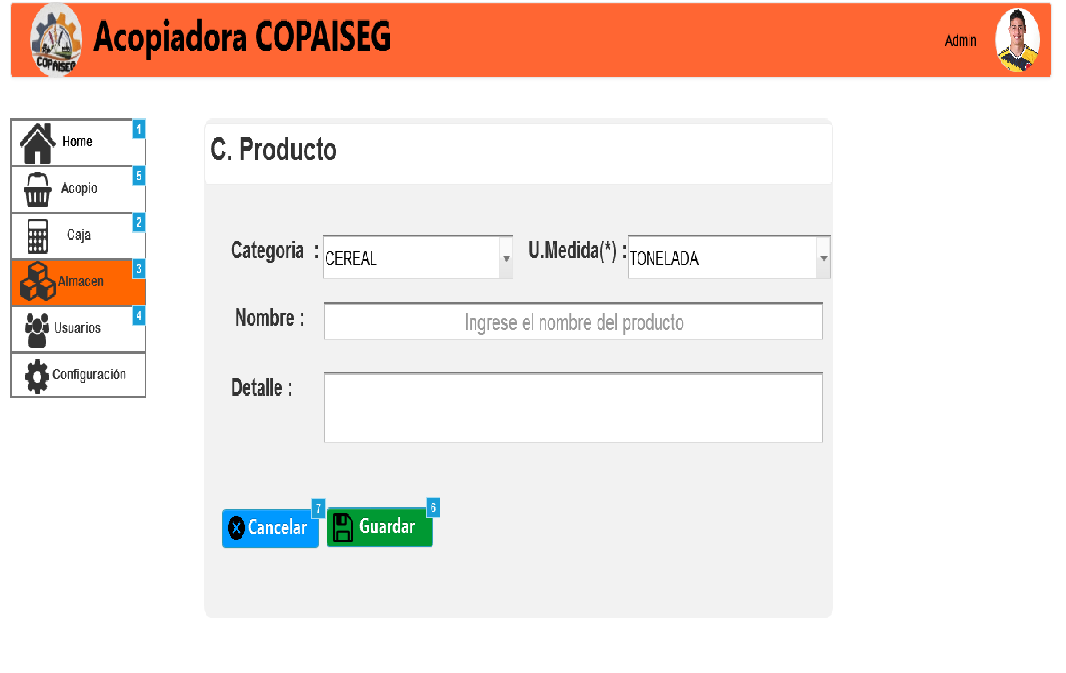 COPAISEG
Acopiadora COPAISEG
Admin
Home
1
Acopio
5
Caja
2
Almacen
3
Usuarios
4
Configuración
C. Producto
Categoria : CEREAL U.Medida(*) : TONELADA
Nombre : Ingrese el nombre del producto
Detalle :
Cancelar 7 Guardar 6